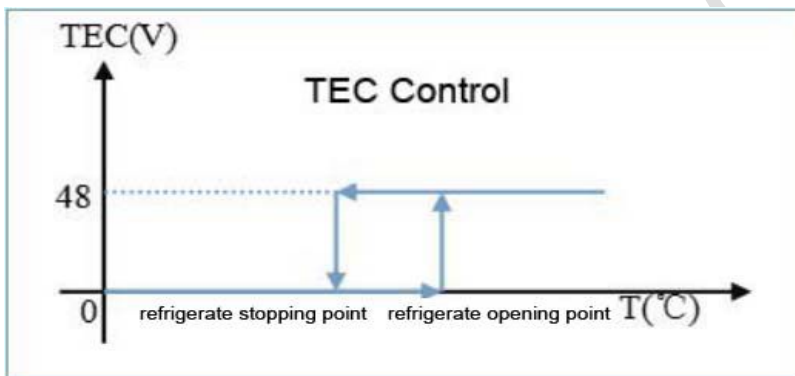 TEC(V)
TEC Control
48
0
refrigerate stopping point
refrigerate opening point
T(℃)